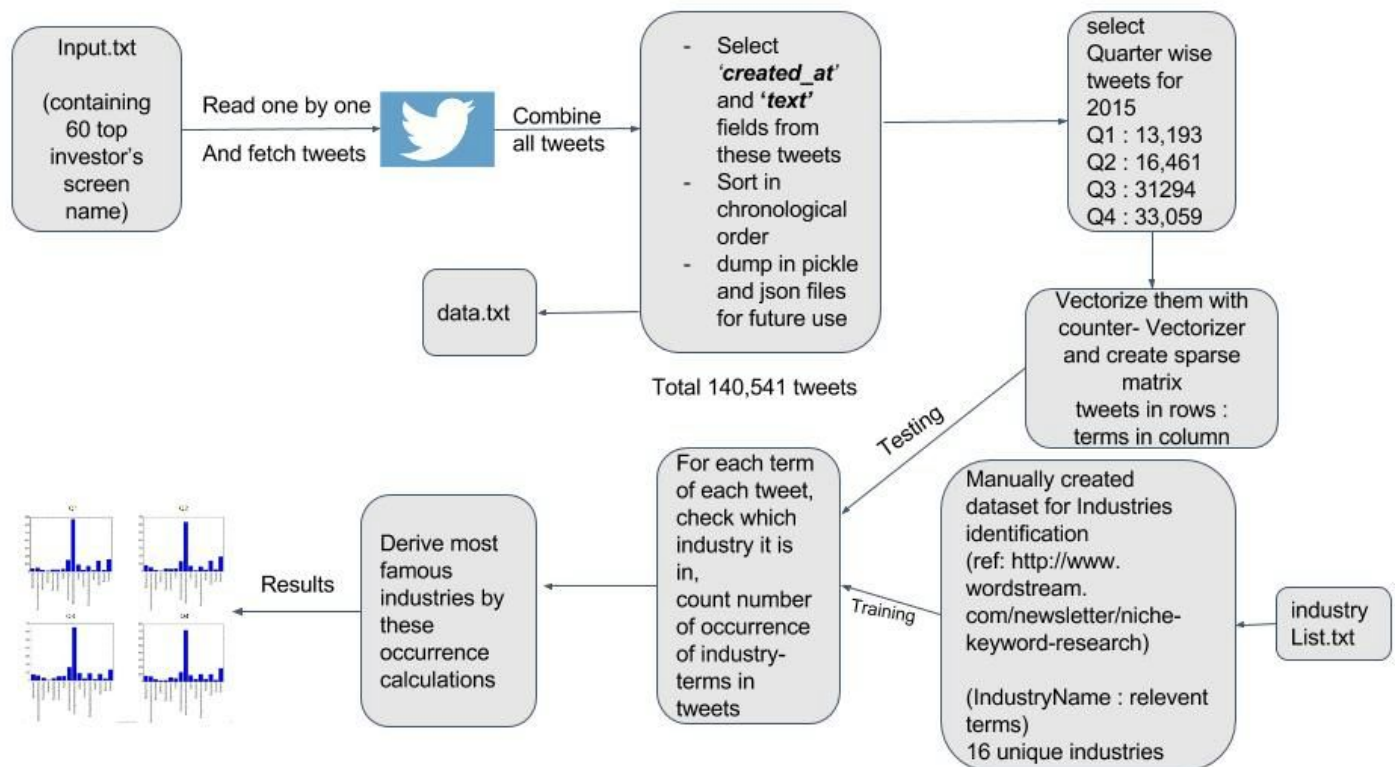 Input.txt
(containing
60 top
investor's
screen
name)
Read one by one
And fetch tweets
Combine
all tweets
- Select
'created_at'
and 'text'
fields from
these tweets
- Sort in
chronological
order
- dump in pickle
and json files
for future use
select
Quarter wise
tweets for
2015
Q1 : 13,193
Q2 : 16,461
Q3 : 31294
Q4 : 33,059
data.txt
Total 140,541 tweets
Vectorize them with
counter- Vectorizer
and create sparse
matrix
tweets in rows :
terms in column
Testing
Manually created
dataset for Industries
identification
(ref: http://www.
wordstream.
com/newsletter/niche-
keyword-research)
(IndustryName : relevent
terms)
16 unique industries
industry
List.txt
Training
For each term
of each tweet,
check which
industry it is
in,
count number
of occurrence
of industry-
terms in
tweets
Derive most
famous
industries by
these
occurrence
calculations
Results
Q1
Q2
Q3
Q4